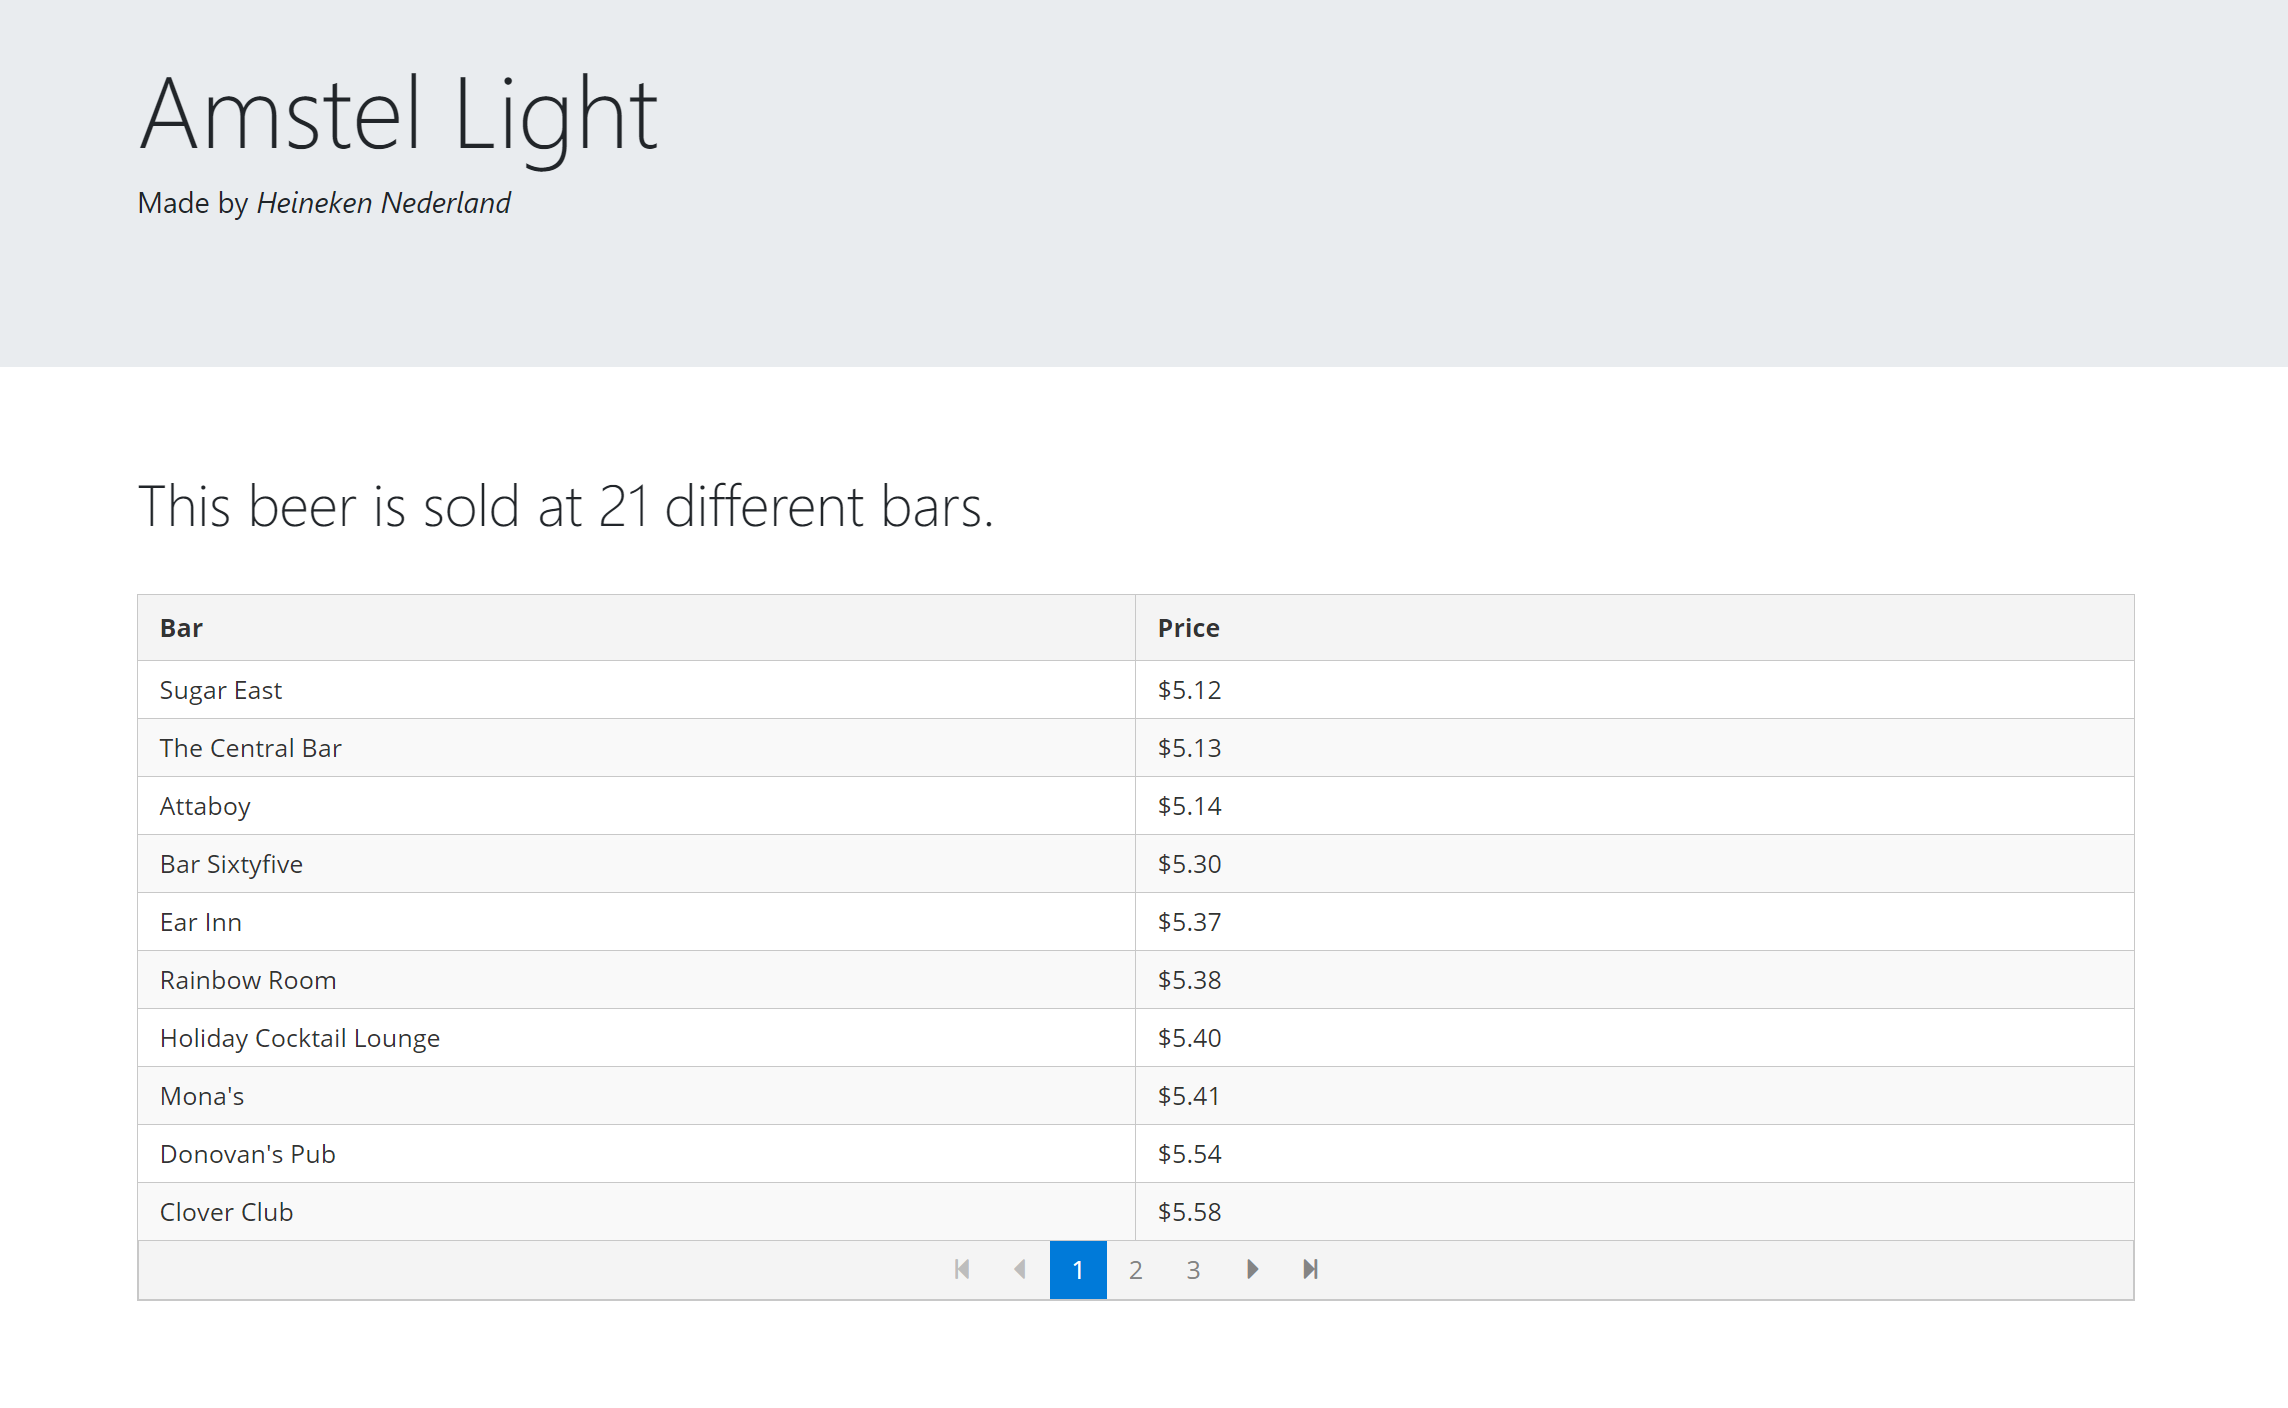 Amstel Light
Made by Heineken Nederland
This beer is sold at 21 different bars.
Bar Price
Sugar East $5.12
The Central Bar $5.13
Attaboy $5.14
Bar Sixtyfive $5.30
Ear Inn $5.37
Rainbow Room $5.38
Holiday Cocktail Lounge $5.40
Mona's $5.41
Donovan's Pub $5.54
Clover Club $5.58
1 2 3